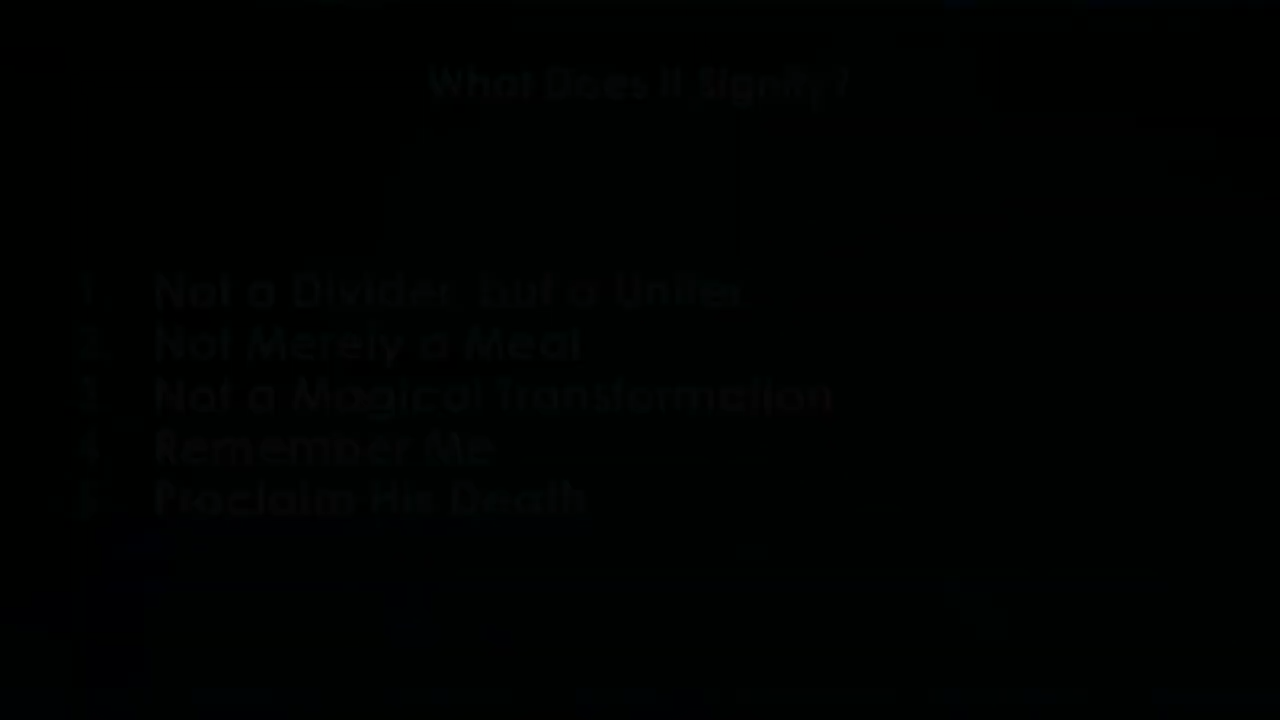 What Does It Signify?
1. Not a Divider, but a Unifier
2. Not Merely a Meal
3. Not a Magical Transformation
4. Remember Me
5. Proclaim His Death